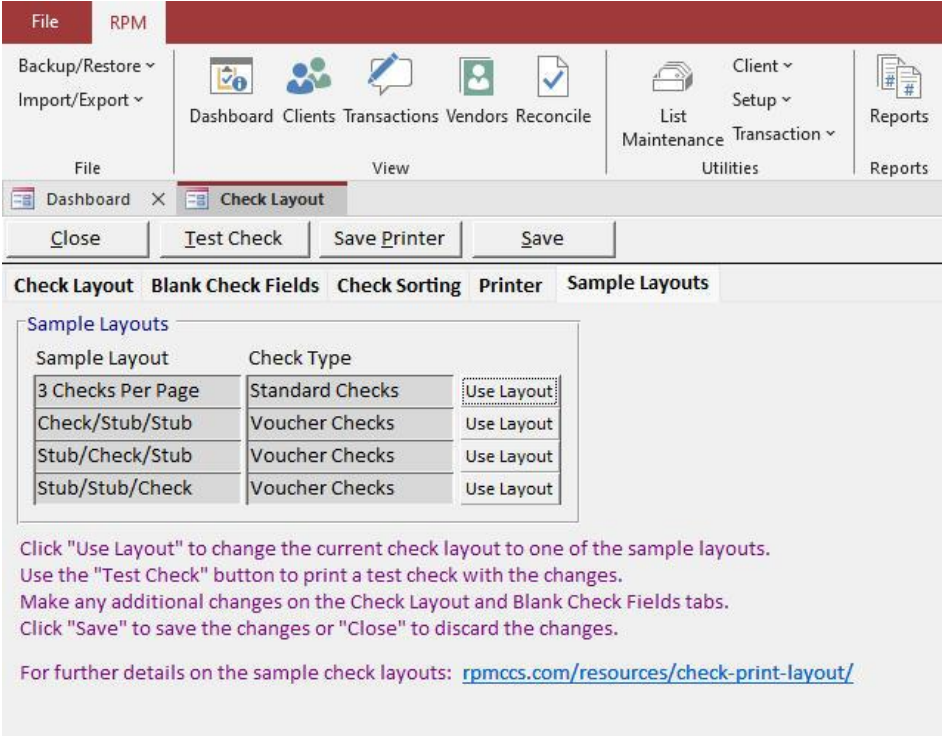 File RPM
Backup/Restore
Import/Export
Dashboard Clients Transactions Vendors Reconcile
List Maintenance
Client
Setup
Transaction
Reports
File View Utilities Reports
Dashboard Check Layout
Close Test Check Save Printer Save
Check Layout Blank Check Fields Check Sorting Printer Sample Layouts
Sample Layouts
Sample Layout Check Type
3 Checks Per Page Standard Checks Use Layout
Check/Stub/Stub Voucher Checks Use Layout
Stub/Check/Stub Voucher Checks Use Layout
Stub/Stub/Check Voucher Checks Use Layout
Click "Use Layout" to change the current check layout to one of the sample layouts.
Use the "Test Check" button to print a test check with the changes.
Make any additional changes on the Check Layout and Blank Check Fields tabs.
Click "Save" to save the changes or "Close" to discard the changes.
For further details on the sample check layouts: rpmccs.com/resources/check-print-layout/